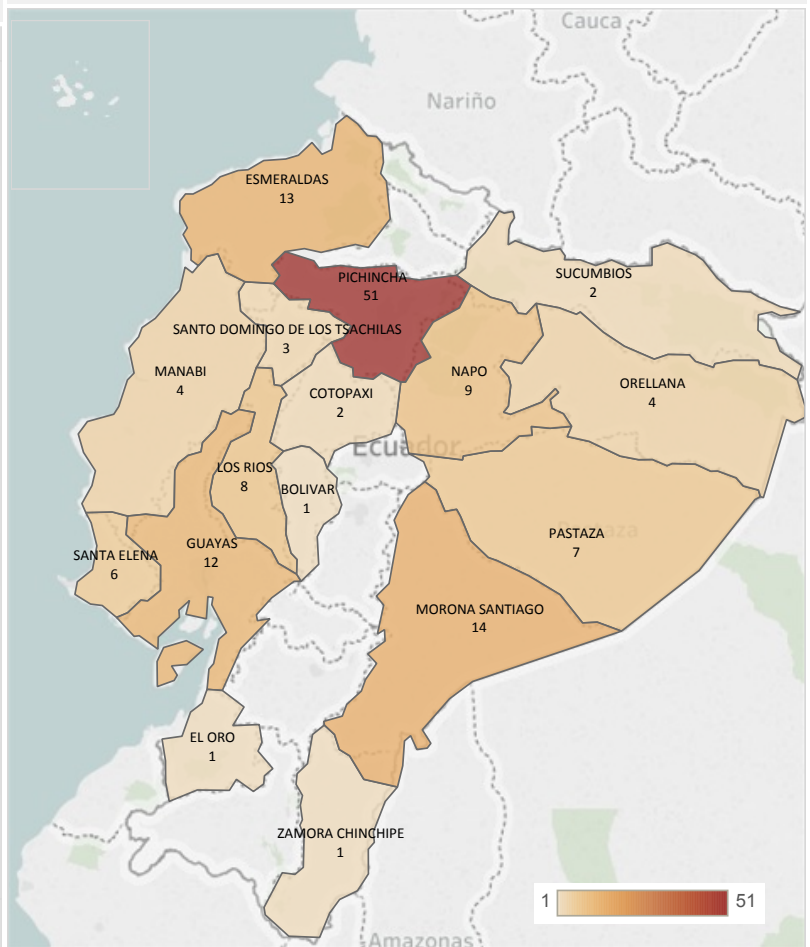 Cauca
Nariño
ESMERALDAS
13
PICHINCHA
51
SUCUMBIOS
2
SANTO DOMINGO DE LOS TSACHILAS
3
MANABI
4
COTOPAXI
2
NAPO
9
ORELLANA
4
Ecuador
LOS RIOS
8
BOLIVAR
1
SANTA ELENA
6
GUAYAS
12
PASTAZA
7
MORONA SANTIAGO
14
EL ORO
1
ZAMORA CHINCHIPE
1
1 51
Amazonas